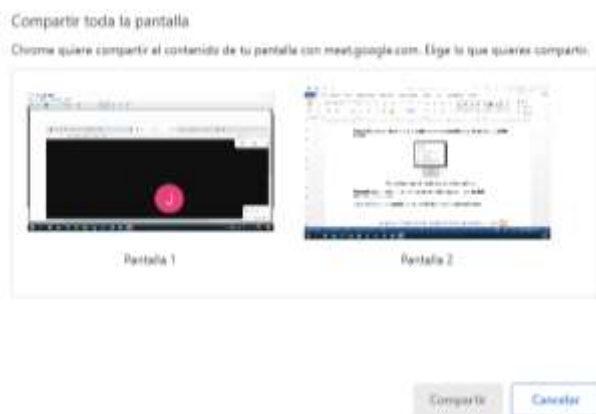 Compartir toda la pantalla
Chrome quiere compartir el contenido de tu pantalla con meet.google.com. Elige lo que quieres compartir.
J
Pantalla 1
Pantalla 2
Compartir
Cancelar